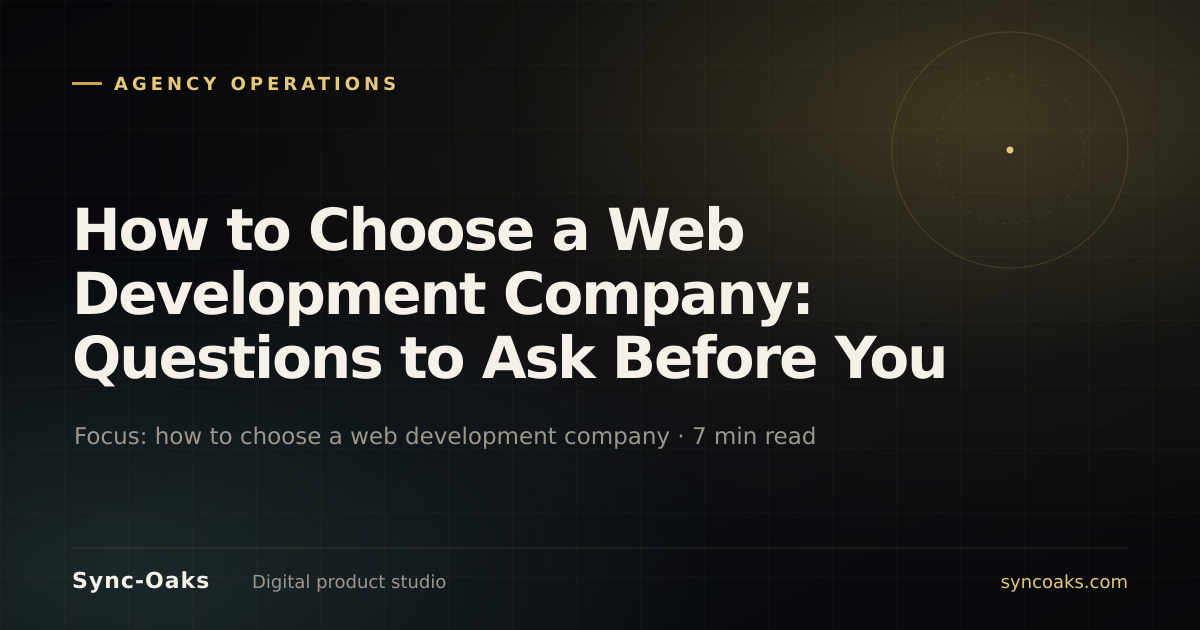 AGENCY OPERATIONS
How to Choose a Web
Development Company:
Questions to Ask Before You
Focus: how to choose a web development company · 7 min read
Sync-Oaks Digital product studio syncoaks.com